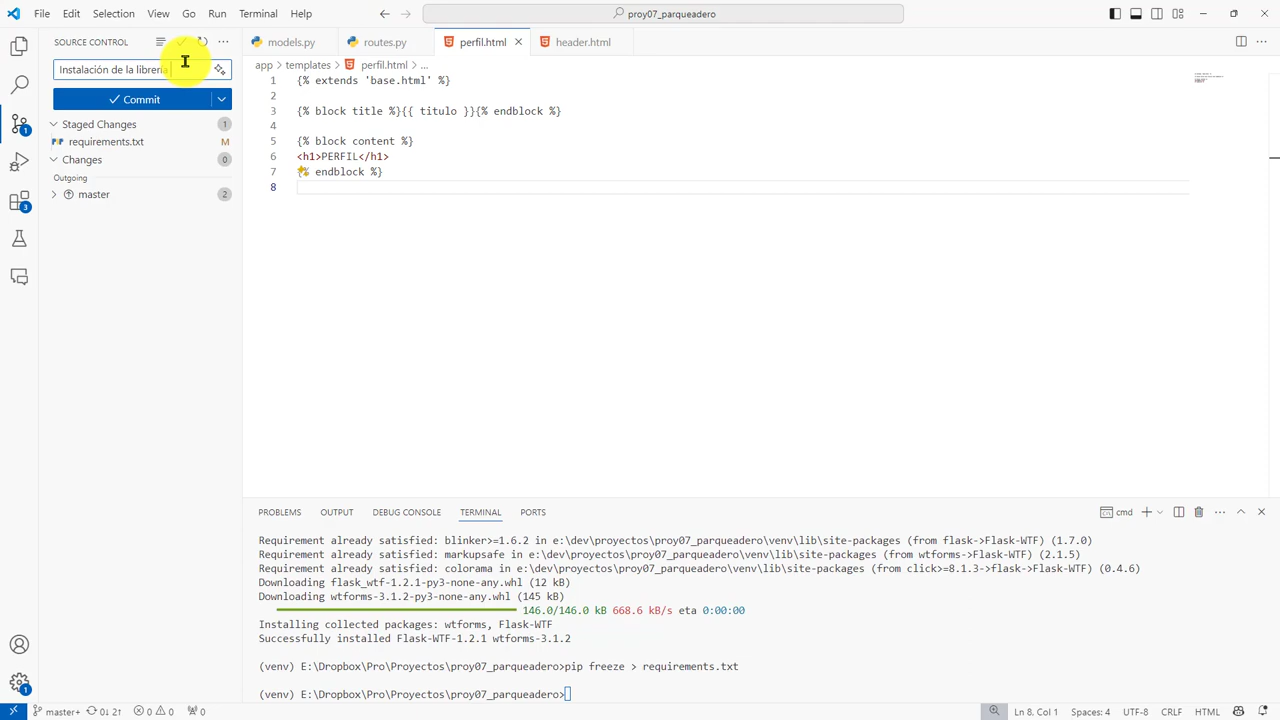 File Edit Selection View Go Run Terminal Help
proy07_parqueadero
SOURCE CONTROL
Instalación de la librería
Commit
Staged Changes 1
requirements.txt M
Changes 0
Outgoing
master 2
1
3
1
models.py routes.py perfil.html header.html
app > templates > perfil.html > ...
1 {% extends 'base.html' %}
2
3 {% block title %}{{ titulo }}{% endblock %}
4
5 {% block content %}
6 <h1>PERFIL</h1>
7 {% endblock %}
8
PROBLEMS OUTPUT DEBUG CONSOLE TERMINAL PORTS
cmd
Requirement already satisfied: blinker>=1.6.2 in e:\dev\proyectos\proy07_parqueadero\venv\lib\site-packages (from flask->Flask-WTF) (1.7.0)
Requirement already satisfied: markupsafe in e:\dev\proyectos\proy07_parqueadero\venv\lib\site-packages (from wtforms->Flask-WTF) (2.1.5)
Requirement already satisfied: colorama in e:\dev\proyectos\proy07_parqueadero\venv\lib\site-packages (from click>=8.1.3->flask->Flask-WTF) (0.4.6)
Downloading flask_wtf-1.2.1-py3-none-any.whl (12 kB)
Downloading wtforms-3.1.2-py3-none-any.whl (145 kB)
146.0/146.0 kB 668.6 kB/s eta 0:00:00
Installing collected packages: wtforms, Flask-WTF
Successfully installed Flask-WTF-1.2.1 wtforms-3.1.2
(venv) E:\Dropbox\Pro\Proyectos\proy07_parqueadero>pip freeze > requirements.txt
(venv) E:\Dropbox\Pro\Proyectos\proy07_parqueadero>
master+ 0↓ 2↑ 0 0 0
Ln 8, Col 1 Spaces: 4 UTF-8 CRLF HTML